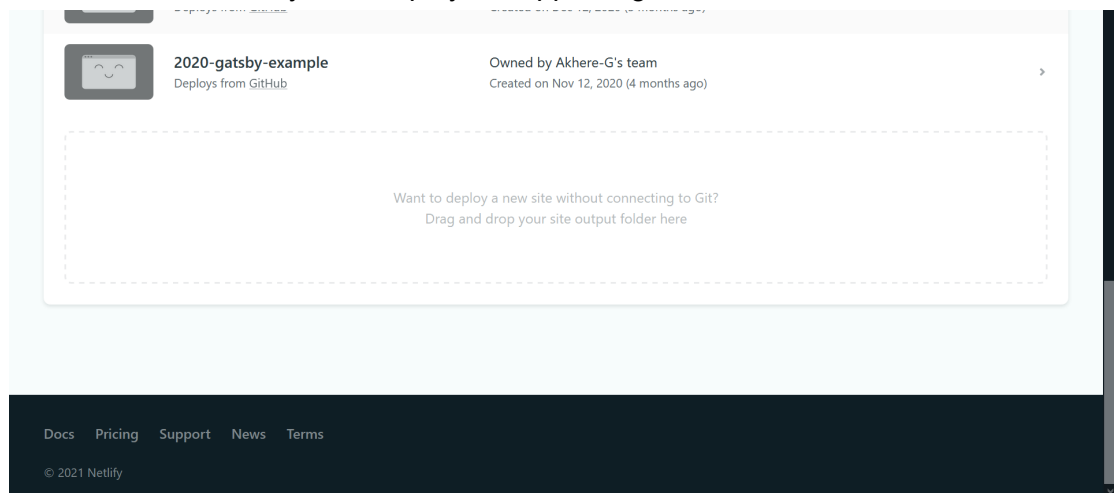 2020-gatsby-example
Deploys from GitHub
Owned by Akhere-G's team
Created on Nov 12, 2020 (4 months ago)
Want to deploy a new site without connecting to Git?
Drag and drop your site output folder here
Docs Pricing Support News Terms
© 2021 Netlify